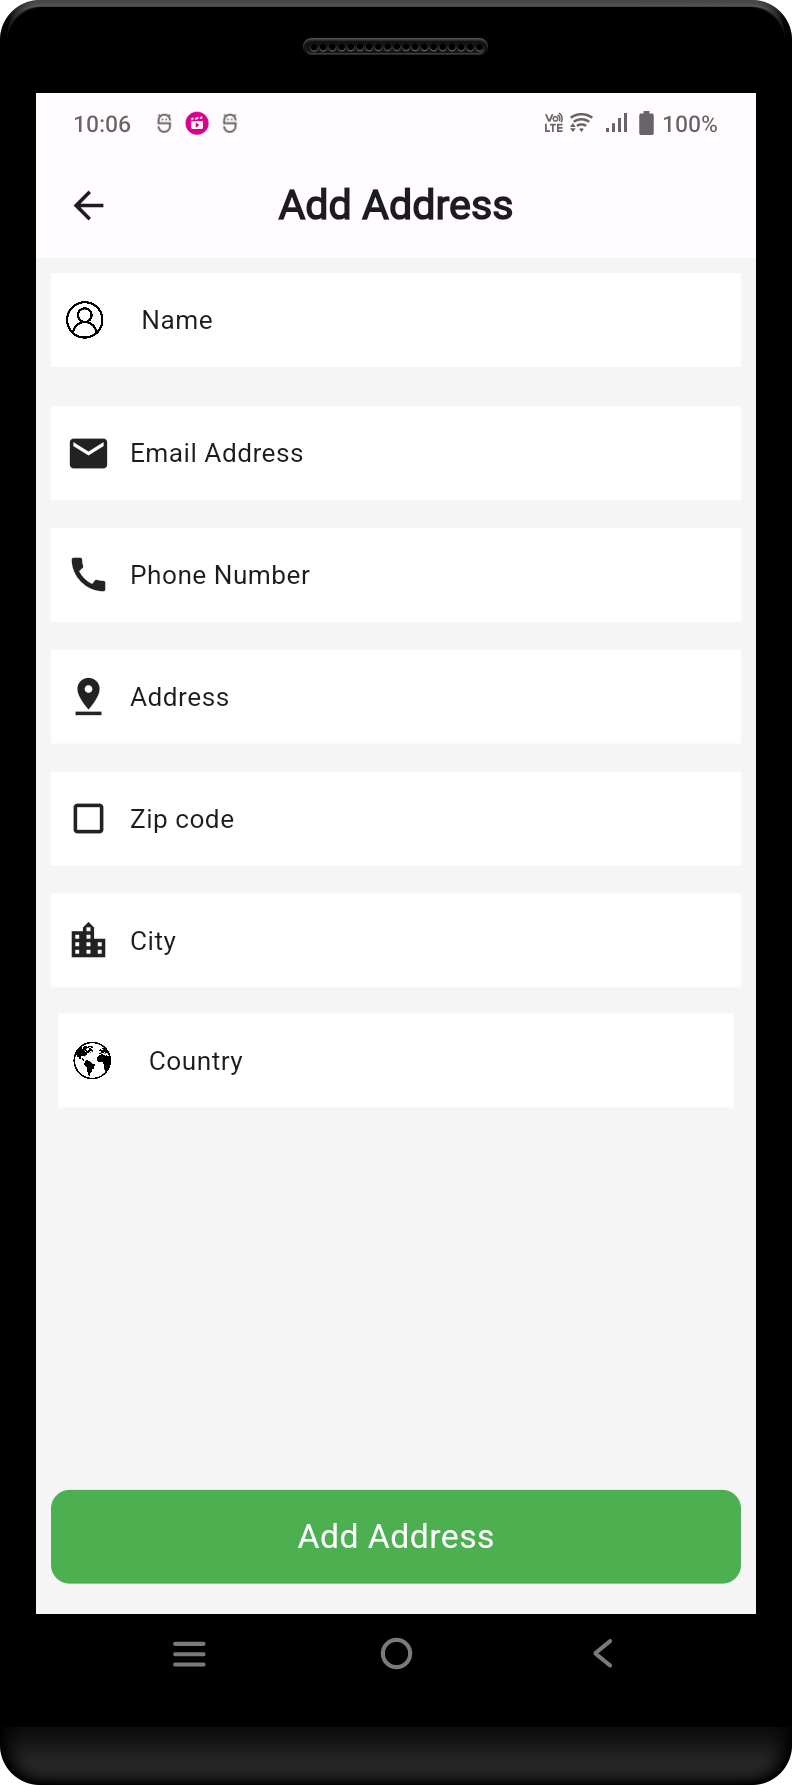 10:06 Vo) LTE 100%
Add Address
Name
Email Address
Phone Number
Address
Zip code
City
Country
Add Address